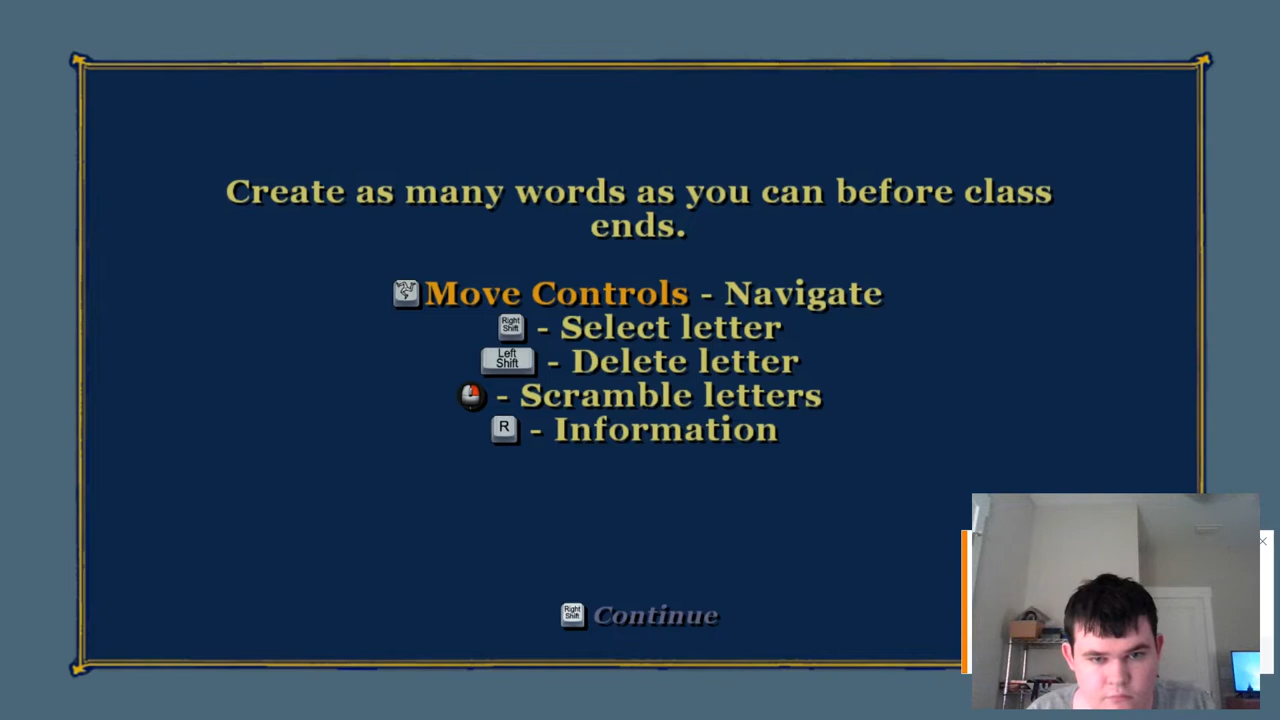 Create as many words as you can before class
ends.
Move Controls - Navigate
Right Shift - Select letter
Left Shift - Delete letter
- Scramble letters
R - Information
Right Shift Continue